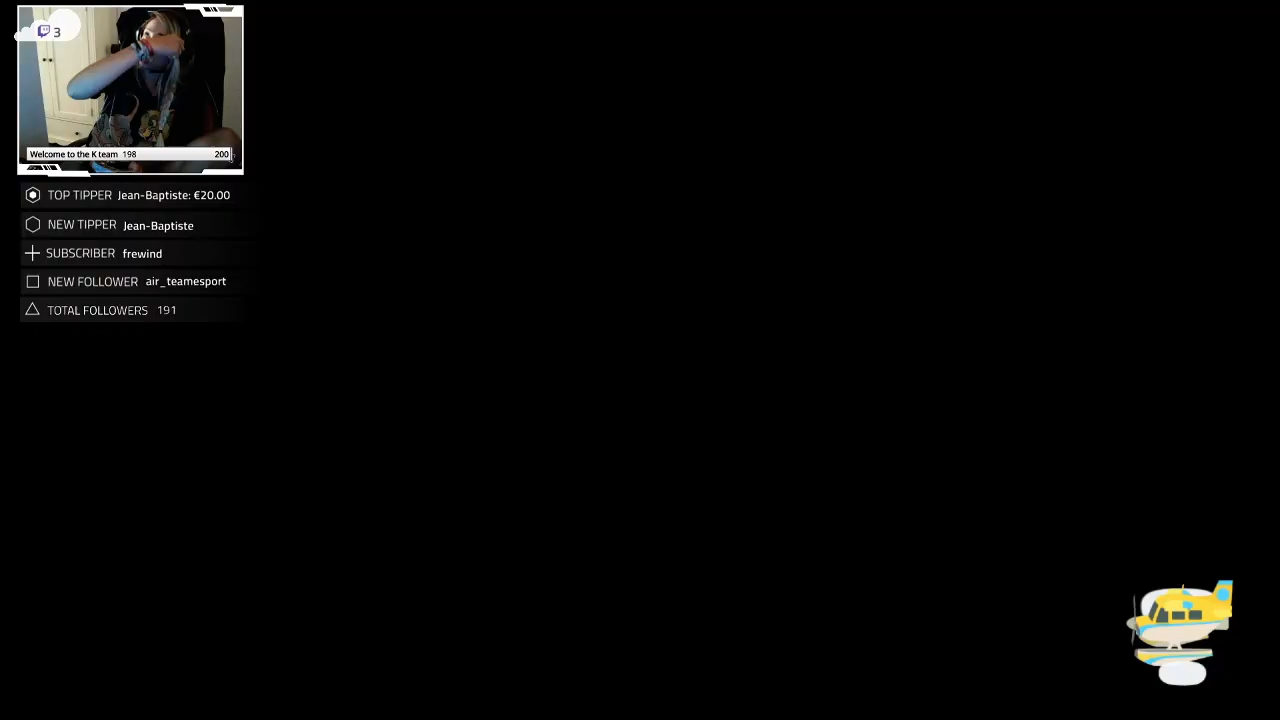 3
Welcome to the K team 198 200
TOP TIPPER Jean-Baptiste: €20.00
NEW TIPPER Jean-Baptiste
SUBSCRIBER frewind
NEW FOLLOWER air_teamesport
TOTAL FOLLOWERS 191